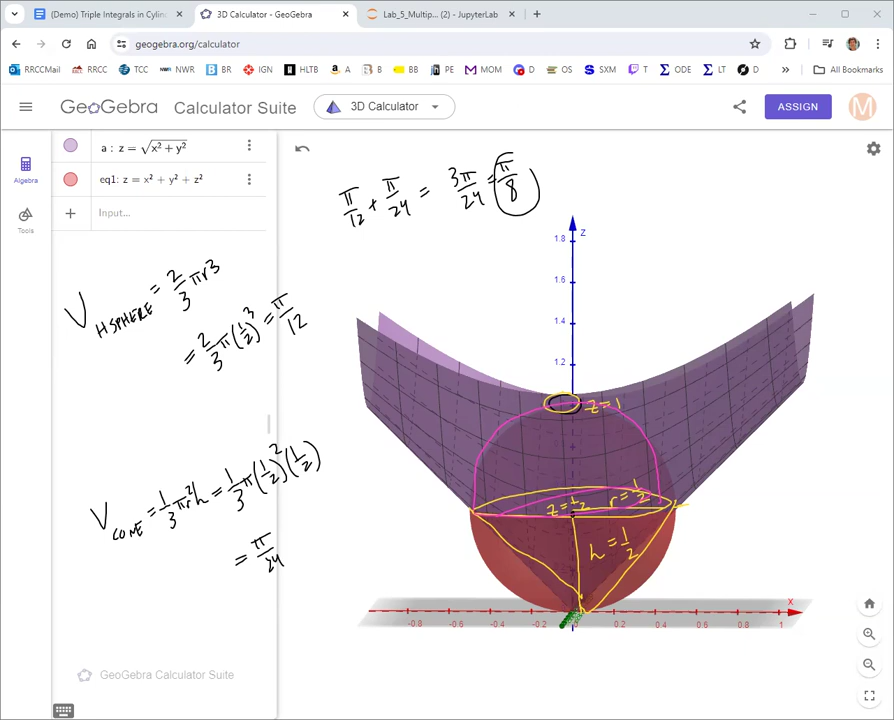 (Demo) Triple Integrals in Cylin
3D Calculator - GeoGebra
Lab_5_Multip... (2) - JupyterLab
geogebra.org/calculator
RRCCMail
RRCC
TCC
NWR
BR
IGN
HLTB
A
B
BB
PE
MOM
D
OS
SXM
T
ODE
LT
D
All Bookmarks
GeoGebra
Calculator Suite
3D Calculator
ASSIGN
M
Algebra
Tools
a : z = √x² + y²
eq1: z = x² + y² + z²
Input...
π/12 + π/24 = 3π/24 = π/8
V HSPHERE = 2/3 πr³
= 2/3 π(1/2)³ = π/12
V CONE = 1/3 πr²h = 1/3 π(1/2)²(1/2)
= π/24
z
1.8
1.6
1.4
1.2
z=1
z=1/2
r=1/2
h=1/2
x
-0.8
-0.6
-0.4
-0.2
0
0.2
0.4
0.6
0.8
1
GeoGebra Calculator Suite